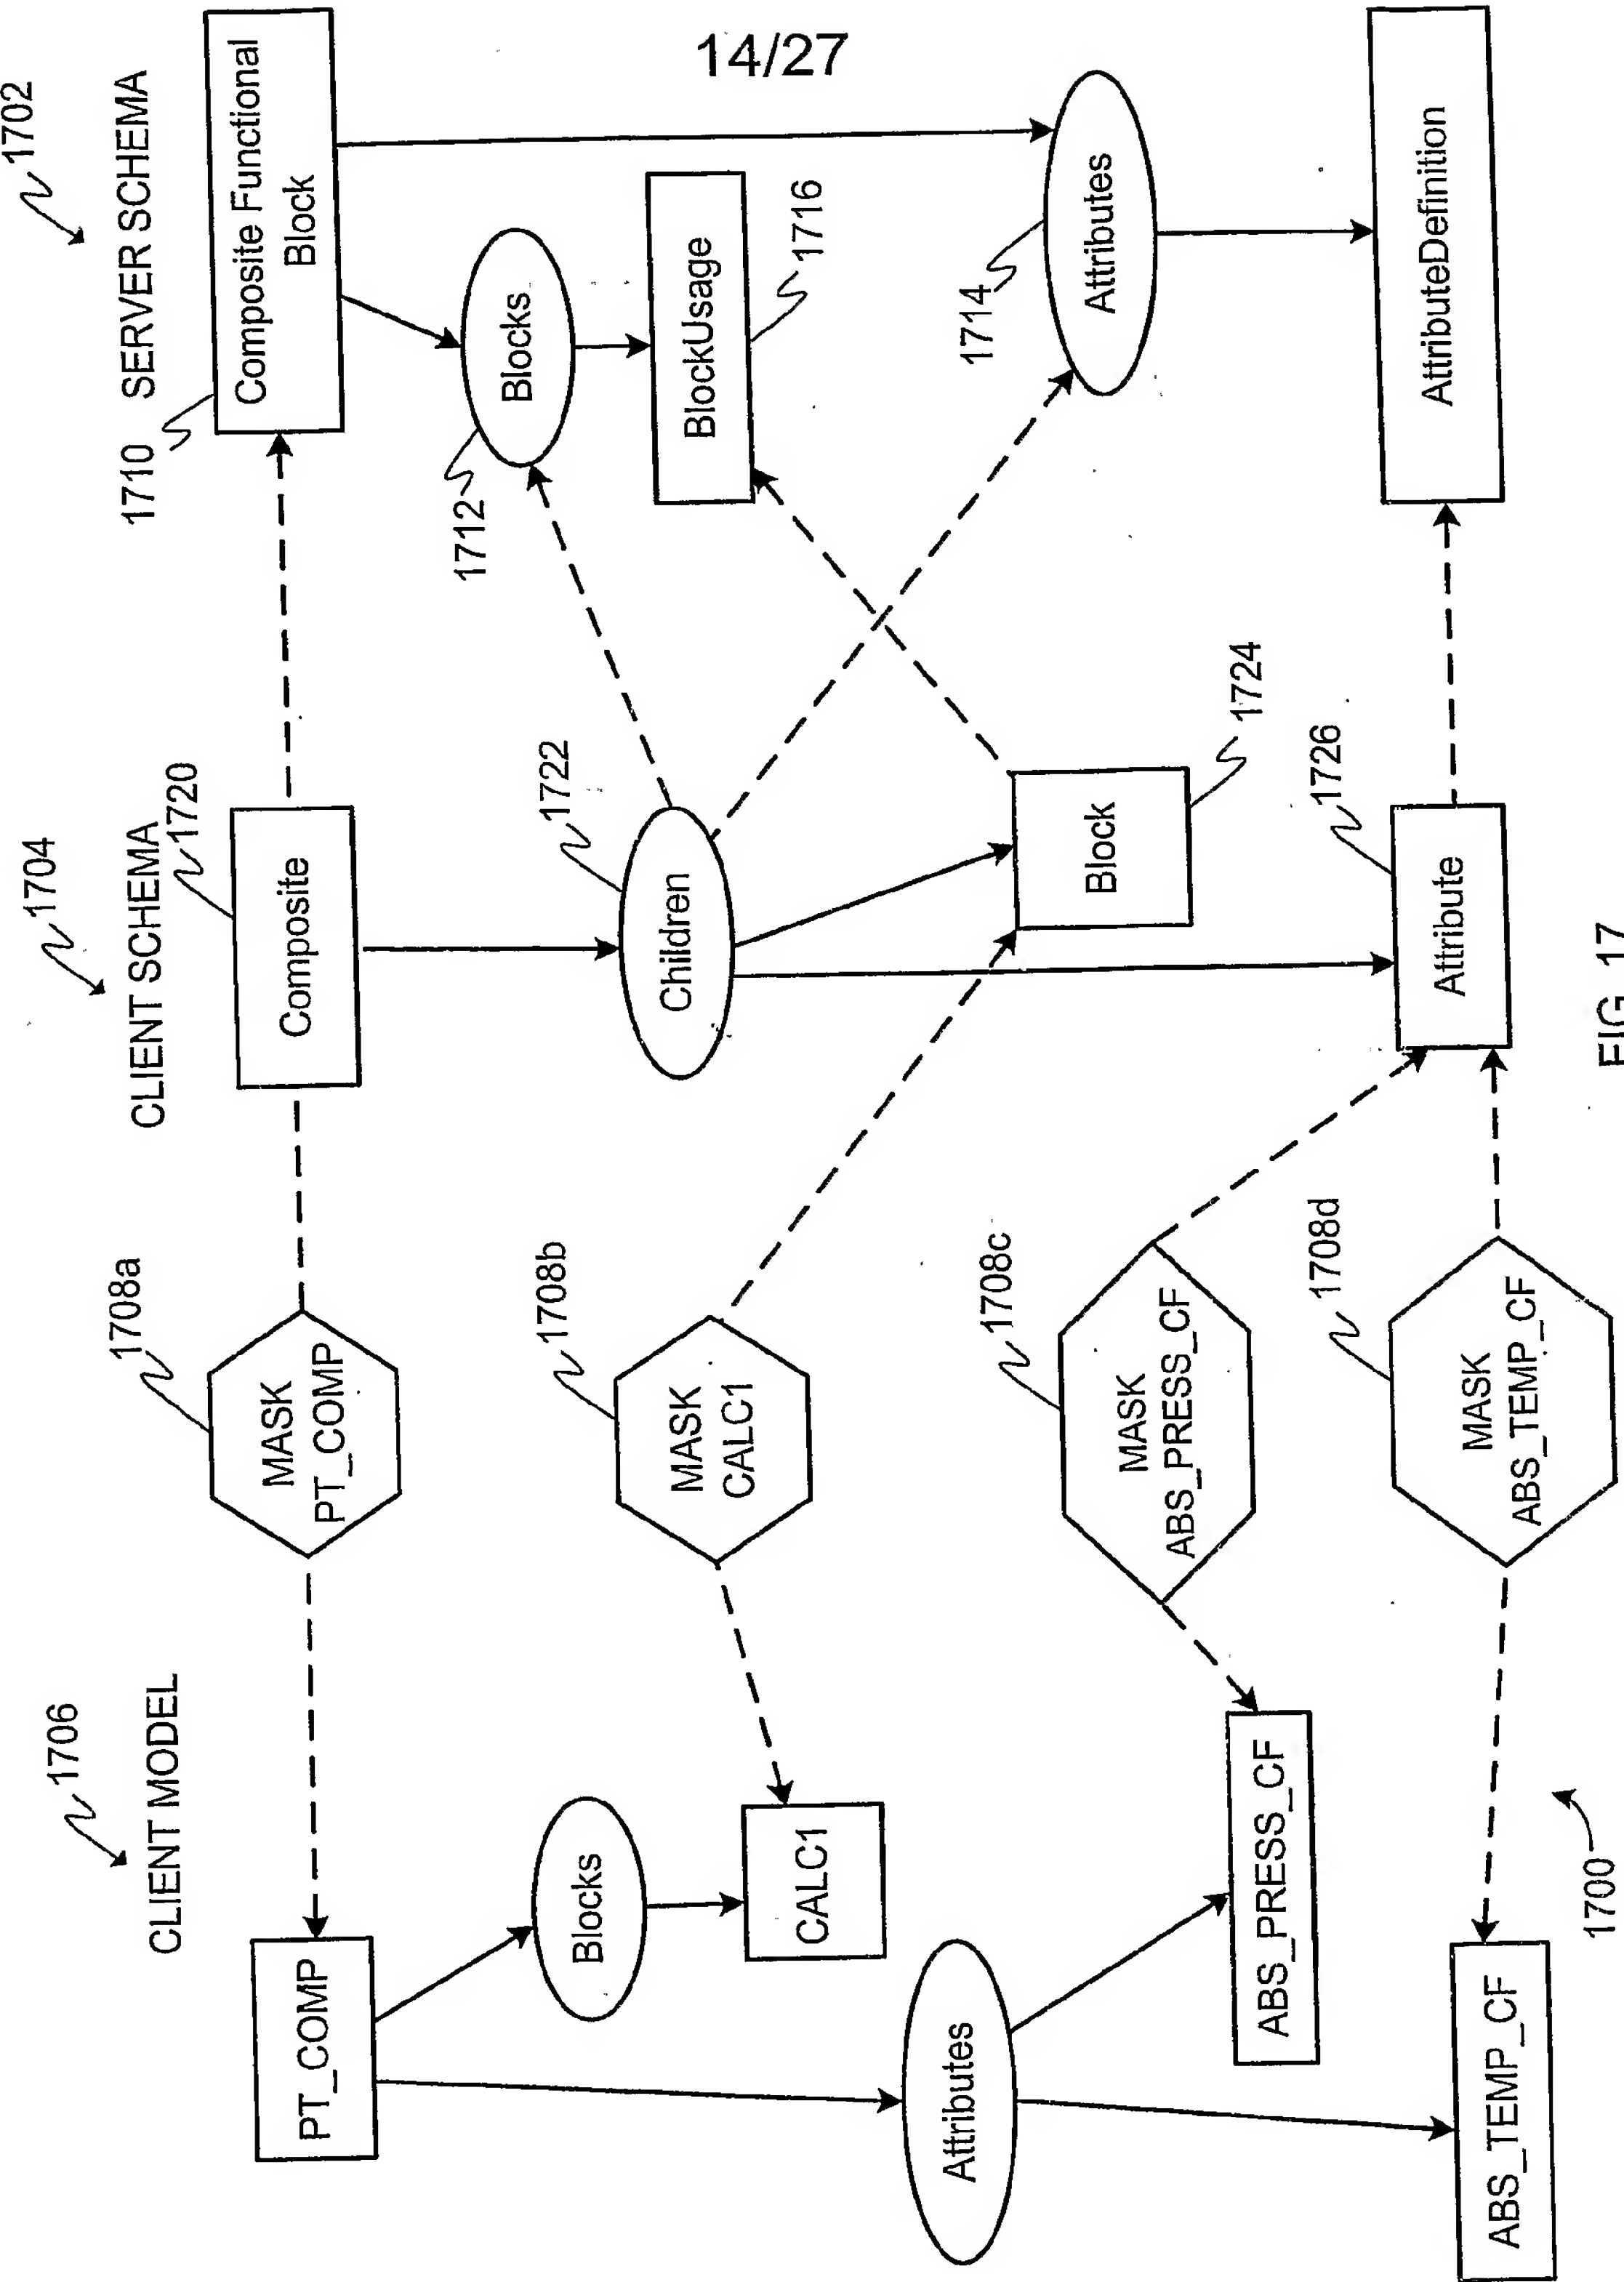 14/27
1706
CLIENT MODEL
1704
CLIENT SCHEMA
1702
SERVER SCHEMA
PT_COMP
1708a
MASK
PT_COMP
1720
Composite
1710
Composite Functional
Block
Blocks
CALC1
1708b
MASK
CALC1
1722
Children
1712
Blocks
BlockUsage
1716
Attributes
ABS_PRESS_CF
1708c
MASK
ABS_PRESS_CF
Block
1724
1714
Attributes
ABS_TEMP_CF
1708d
MASK
ABS_TEMP_CF
1726
Attribute
AttributeDefinition
1700
FIG. 17